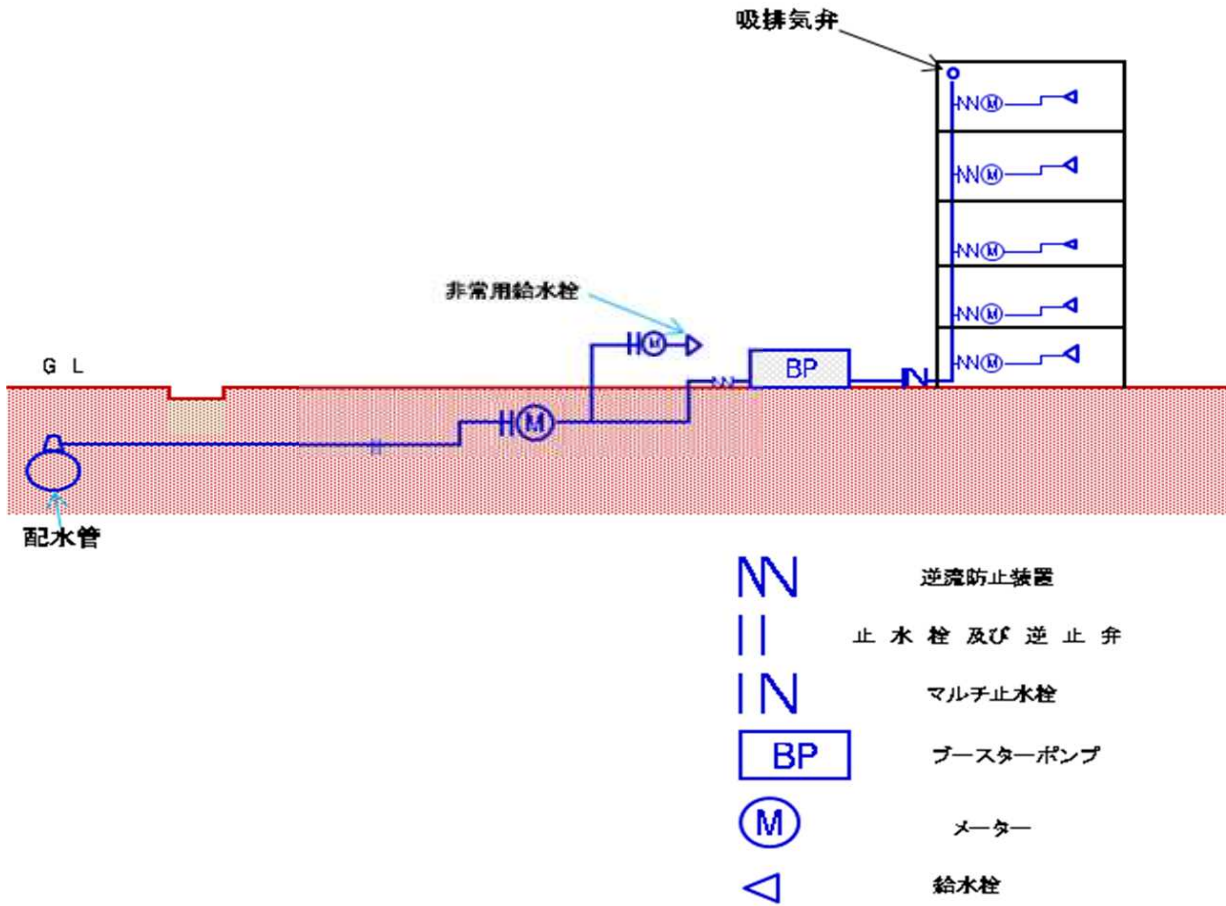 吸排気弁
M
M
M
M
M
非常用給水栓
M
BP
G L
M
配水管
逆流防止装置
止 水 栓 及び 逆 止 弁
マルチ止水栓
BP
ブースターポンプ
M
メーター
給水栓